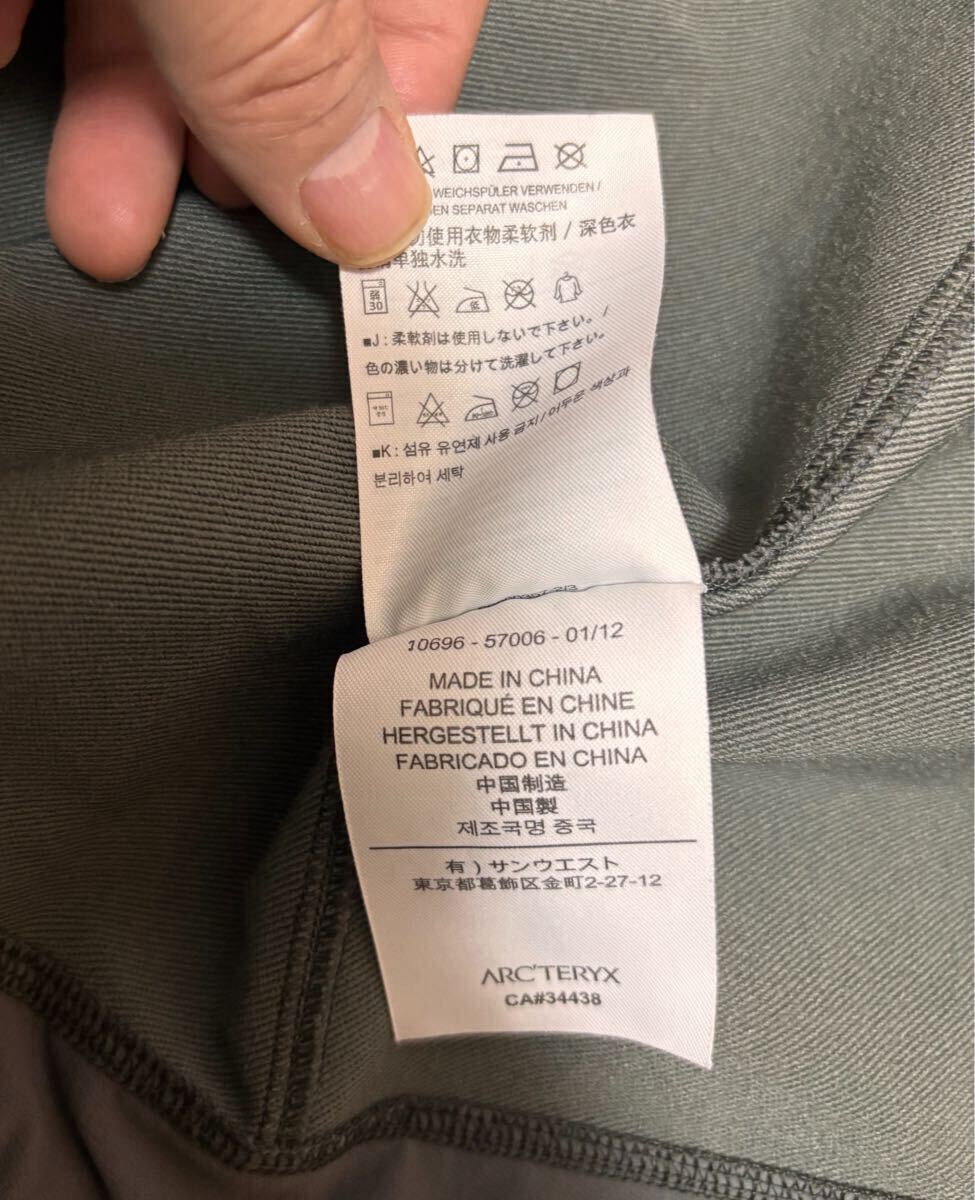 WEICHSPÜLER VERWENDEN /
SEPARAT WASCHEN
使用衣物柔软剂 / 深色衣
单独水洗
弱
30
低
■J : 柔軟剤は使用しないで下さい。/
色の濃い物は分けて洗濯して下さい。
■K : 섬유 유연제 사용 금지 / 어두운 색상과
분리하여 세탁
10696 - 57006 - 01/12
MADE IN CHINA
FABRIQUÉ EN CHINE
HERGESTELLT IN CHINA
FABRICADO EN CHINA
中国制造
中国製
제조국명 중국
有 ) サンウエスト
東京都葛飾区金町2-27-12
ARC'TERYX
CA#34438